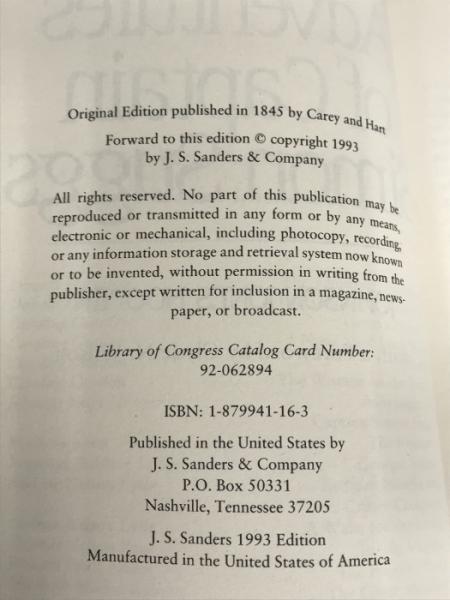 Original Edition published in 1845 by Carey and Hart
Forward to this edition © copyright 1993
by J. S. Sanders & Company
All rights reserved. No part of this publication may be
reproduced or transmitted in any form or by any means,
electronic or mechanical, including photocopy, recording,
or any information storage and retrieval system now known
or to be invented, without permission in writing from the
publisher, except written for inclusion in a magazine, news-
paper, or broadcast.
Library of Congress Catalog Card Number:
92-062894
ISBN: 1-879941-16-3
Published in the United States by
J. S. Sanders & Company
P.O. Box 50331
Nashville, Tennessee 37205
J. S. Sanders 1993 Edition
Manufactured in the United States of America